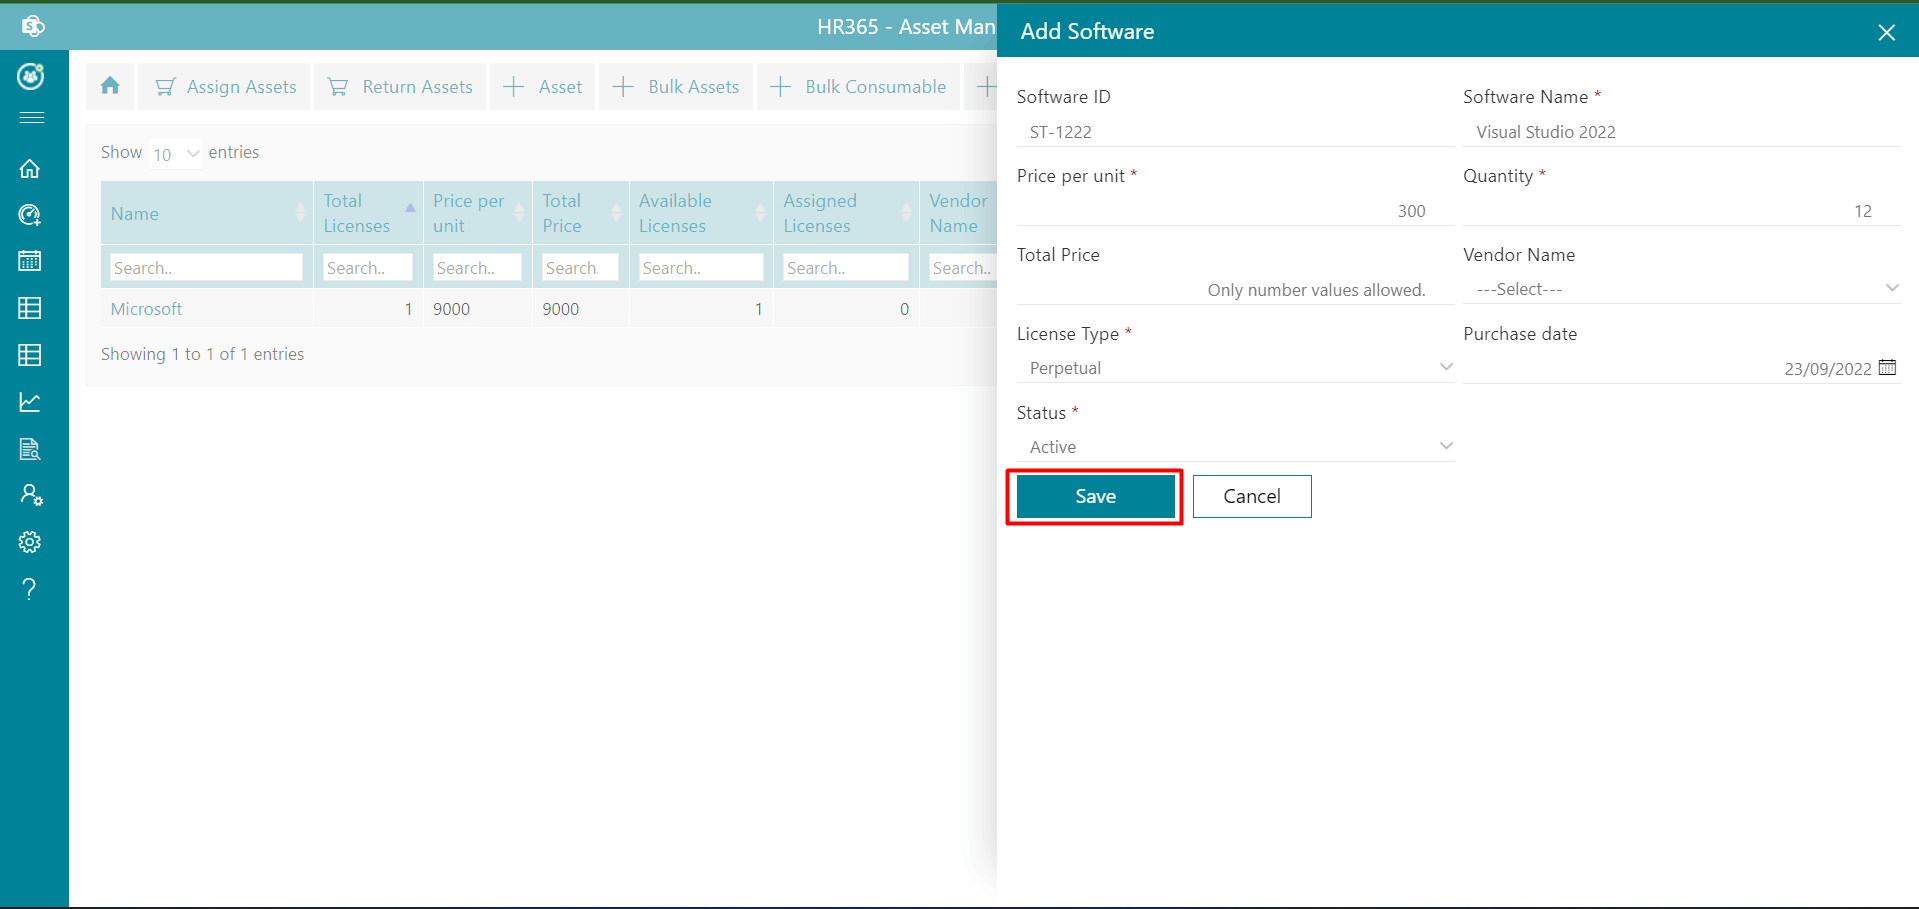 HR365 - Asset Man
Add Software
Assign Assets
Return Assets
Asset
Bulk Assets
Bulk Consumable
Show 10 entries
Name
Total Licenses
Price per unit
Total Price
Available Licenses
Assigned Licenses
Vendor Name
Search..
Search..
Search..
Search
Search..
Search..
Search..
Microsoft 1 9000 9000 1 0
Showing 1 to 1 of 1 entries
Software ID
ST-1222
Software Name *
Visual Studio 2022
Price per unit *
300
Quantity *
12
Total Price
Only number values allowed.
Vendor Name
---Select---
License Type *
Perpetual
Purchase date
23/09/2022
Status *
Active
Save
Cancel